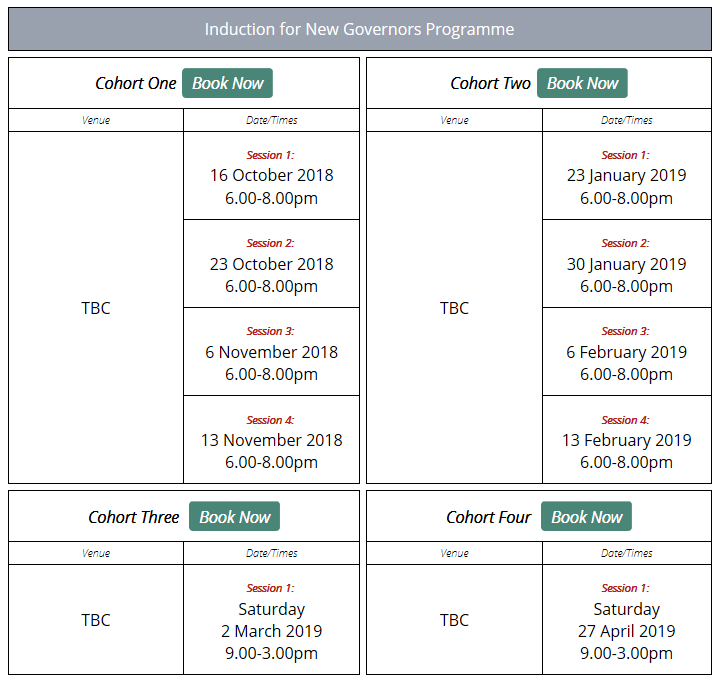 Induction for New Governors Programme
Cohort One Book Now
Venue Date/Times
TBC
Session 1:
16 October 2018
6.00-8.00pm
Session 2:
23 October 2018
6.00-8.00pm
Session 3:
6 November 2018
6.00-8.00pm
Session 4:
13 November 2018
6.00-8.00pm
Cohort Two Book Now
Venue Date/Times
TBC
Session 1:
23 January 2019
6.00-8.00pm
Session 2:
30 January 2019
6.00-8.00pm
Session 3:
6 February 2019
6.00-8.00pm
Session 4:
13 February 2019
6.00-8.00pm
Cohort Three Book Now
Venue Date/Times
TBC
Session 1:
Saturday
2 March 2019
9.00-3.00pm
Cohort Four Book Now
Venue Date/Times
TBC
Session 1:
Saturday
27 April 2019
9.00-3.00pm